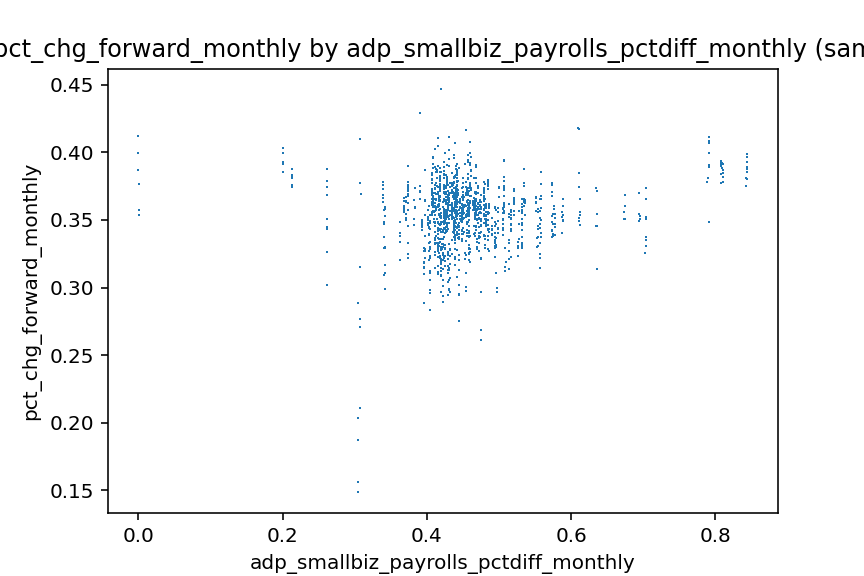 pct_chg_forward_monthly by adp_smallbiz_payrolls_pctdiff_monthly (sam
0.45
0.40
0.35
0.30
0.25
0.20
0.15
pct_chg_forward_monthly
0.0 0.2 0.4 0.6 0.8
adp_smallbiz_payrolls_pctdiff_monthly